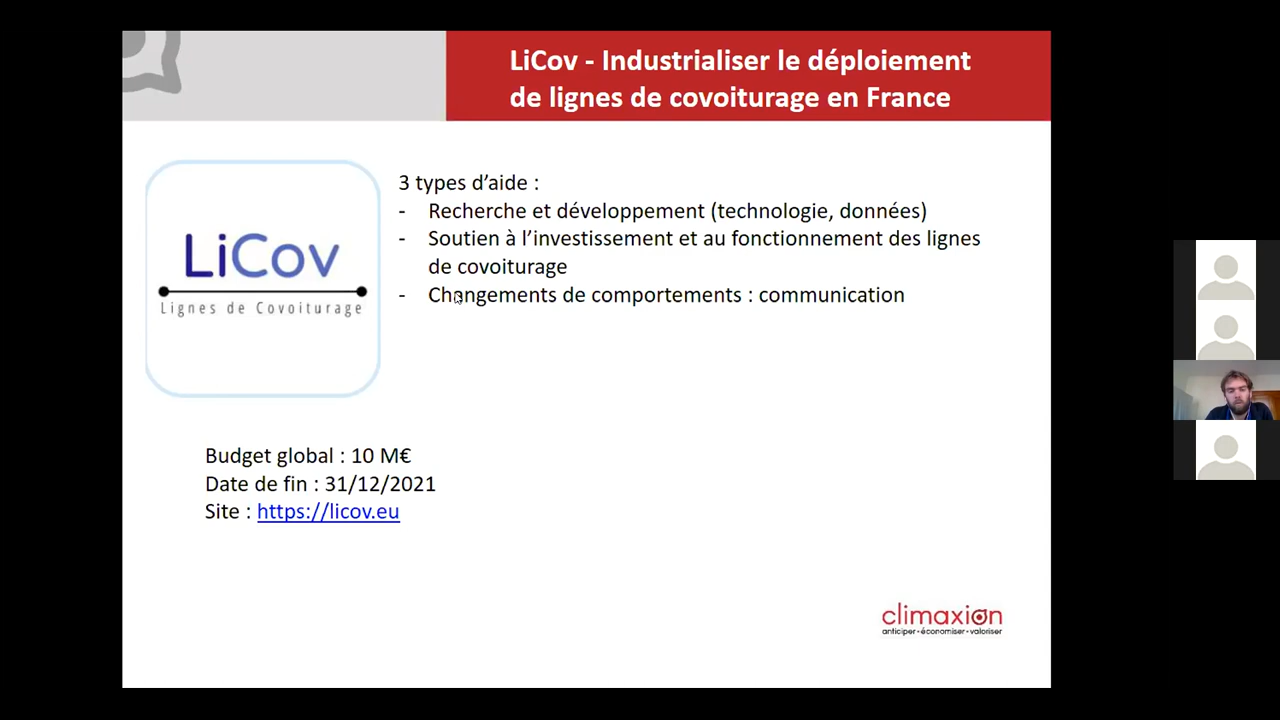 LiCov - Industrialiser le déploiement
de lignes de covoiturage en France
LiCov
Lignes de Covoiturage
3 types d’aide :
- Recherche et développement (technologie, données)
- Soutien à l’investissement et au fonctionnement des lignes
de covoiturage
- Changements de comportements : communication
Budget global : 10 M€
Date de fin : 31/12/2021
Site : https://licov.eu
climaxion
anticiper • économiser • valoriser